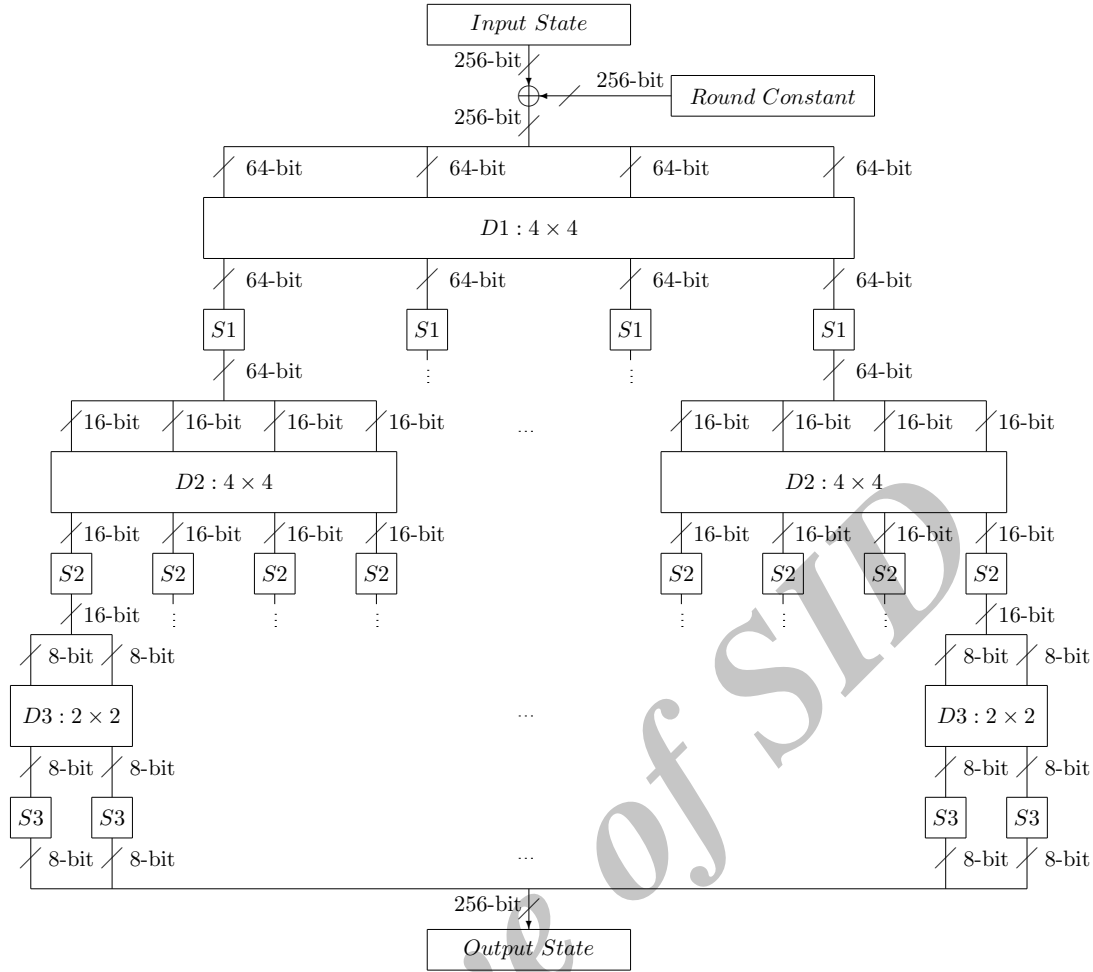 Input State
256-bit
256-bit
Round Constant
256-bit
64-bit 64-bit 64-bit 64-bit
D1 : 4 × 4
64-bit 64-bit 64-bit 64-bit
S1 S1 S1 S1
64-bit 64-bit
16-bit 16-bit 16-bit 16-bit ... 16-bit 16-bit 16-bit 16-bit
D2 : 4 × 4 D2 : 4 × 4
16-bit 16-bit 16-bit 16-bit 16-bit 16-bit 16-bit 16-bit
S2 S2 S2 S2 S2 S2 S2 S2
16-bit 16-bit
8-bit 8-bit 8-bit 8-bit
D3 : 2 × 2 ... D3 : 2 × 2
8-bit 8-bit 8-bit 8-bit
S3 S3 S3 S3
8-bit 8-bit ... 8-bit 8-bit
256-bit
Output State
of SID